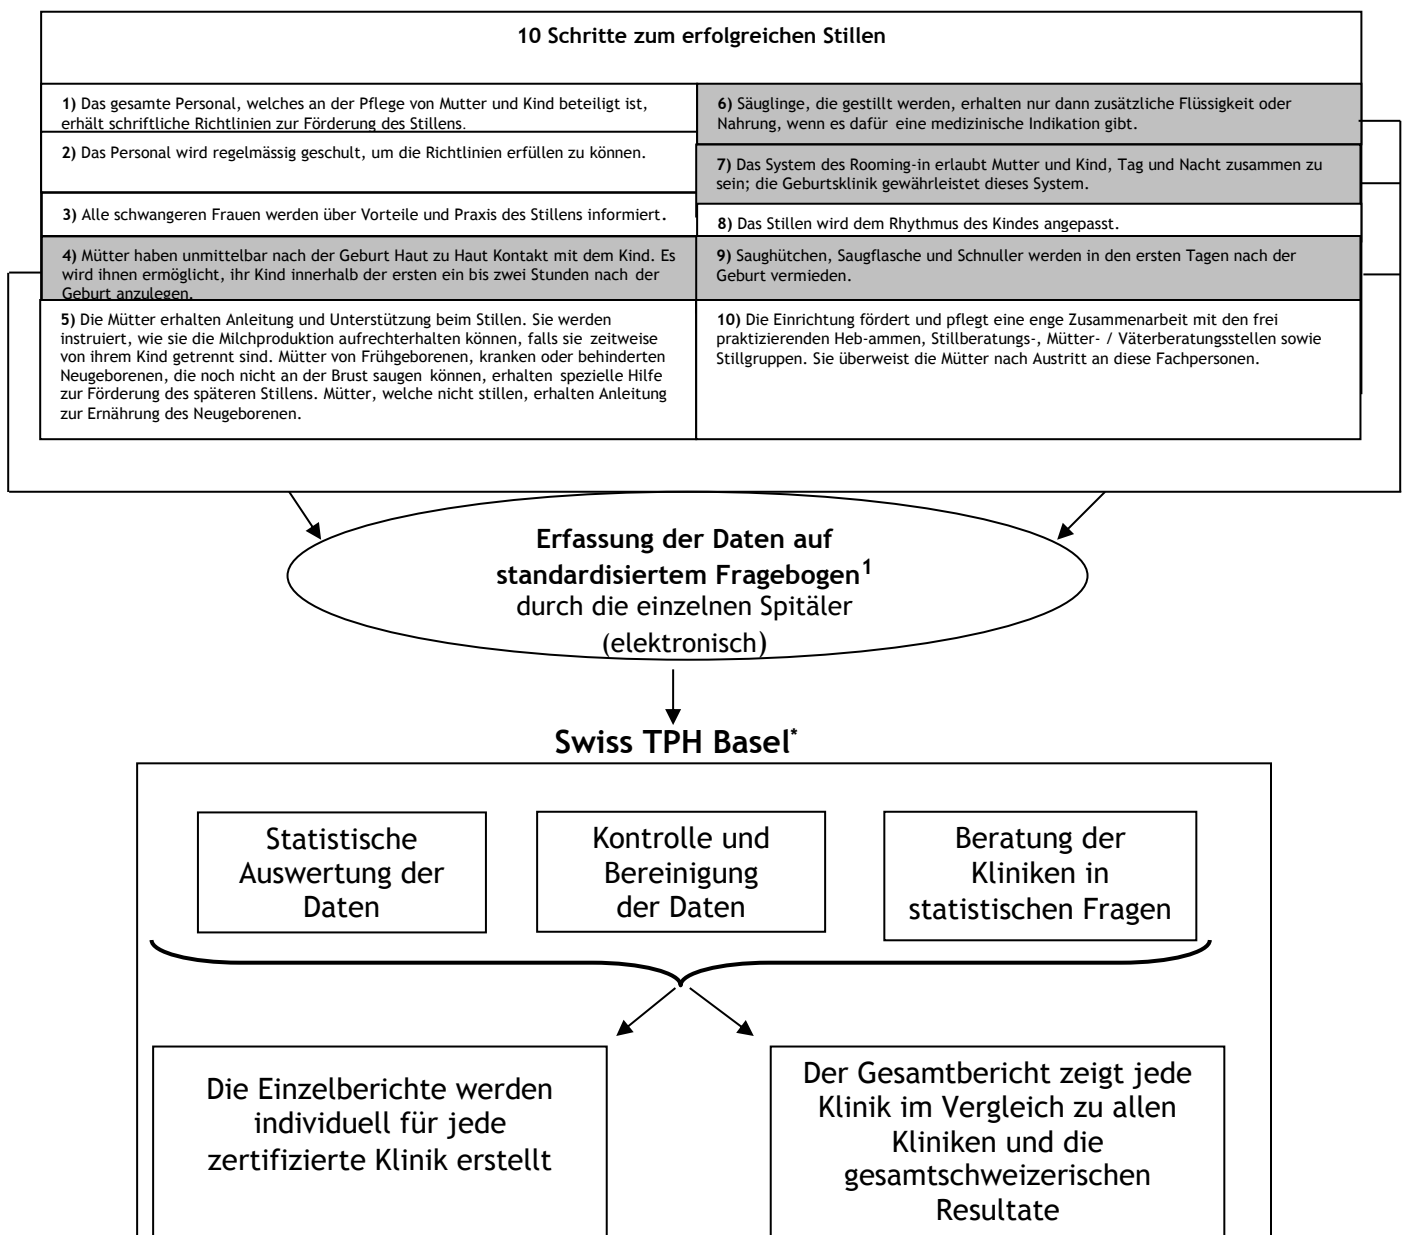 10 Schritte zum erfolgreichen Stillen
1) Das gesamte Personal, welches an der Pflege von Mutter und Kind beteiligt ist,
erhält schriftliche Richtlinien zur Förderung des Stillens.
2) Das Personal wird regelmässig geschult, um die Richtlinien erfüllen zu können.
3) Alle schwangeren Frauen werden über Vorteile und Praxis des Stillens informiert.
4) Mütter haben unmittelbar nach der Geburt Haut zu Haut Kontakt mit dem Kind. Es
wird ihnen ermöglicht, ihr Kind innerhalb der ersten ein bis zwei Stunden nach der
Geburt anzulegen.
5) Die Mütter erhalten Anleitung und Unterstützung beim Stillen. Sie werden
instruiert, wie sie die Milchproduktion aufrechterhalten können, falls sie zeitweise
von ihrem Kind getrennt sind. Mütter von Frühgeborenen, kranken oder behinderten
Neugeborenen, die noch nicht an der Brust saugen können, erhalten spezielle Hilfe
zur Förderung des späteren Stillens. Mütter, welche nicht stillen, erhalten Anleitung
zur Ernährung des Neugeborenen.
6) Säuglinge, die gestillt werden, erhalten nur dann zusätzliche Flüssigkeit oder
Nahrung, wenn es dafür eine medizinische Indikation gibt.
7) Das System des Rooming-in erlaubt Mutter und Kind, Tag und Nacht zusammen zu
sein; die Geburtsklinik gewährleistet dieses System.
8) Das Stillen wird dem Rhythmus des Kindes angepasst.
9) Saughütchen, Saugflasche und Schnuller werden in den ersten Tagen nach der
Geburt vermieden.
10) Die Einrichtung fördert und pflegt eine enge Zusammenarbeit mit den frei
praktizierenden Heb-ammen, Stillberatungs-, Mütter- / Väterberatungsstellen sowie
Stillgruppen. Sie überweist die Mütter nach Austritt an diese Fachpersonen.
Erfassung der Daten auf
standardisiertem Fragebogen1
durch die einzelnen Spitäler
(elektronisch)
Swiss TPH Basel*
Statistische
Auswertung der
Daten
Kontrolle und
Bereinigung
der Daten
Beratung der
Kliniken in
statistischen Fragen
Die Einzelberichte werden
individuell für jede
zertifizierte Klinik erstellt
Der Gesamtbericht zeigt jede
Klinik im Vergleich zu allen
Kliniken und die
gesamtschweizerischen
Resultate